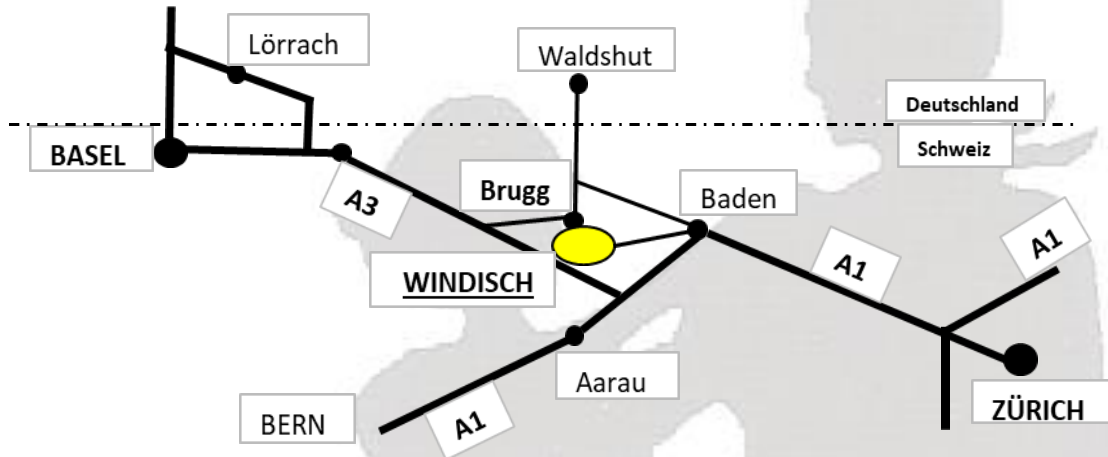 Lörrach
Waldshut
Deutschland
BASEL
Schweiz
A3
Brugg
Baden
A1
A1
WINDISCH
Aarau
BERN
A1
ZÜRICH